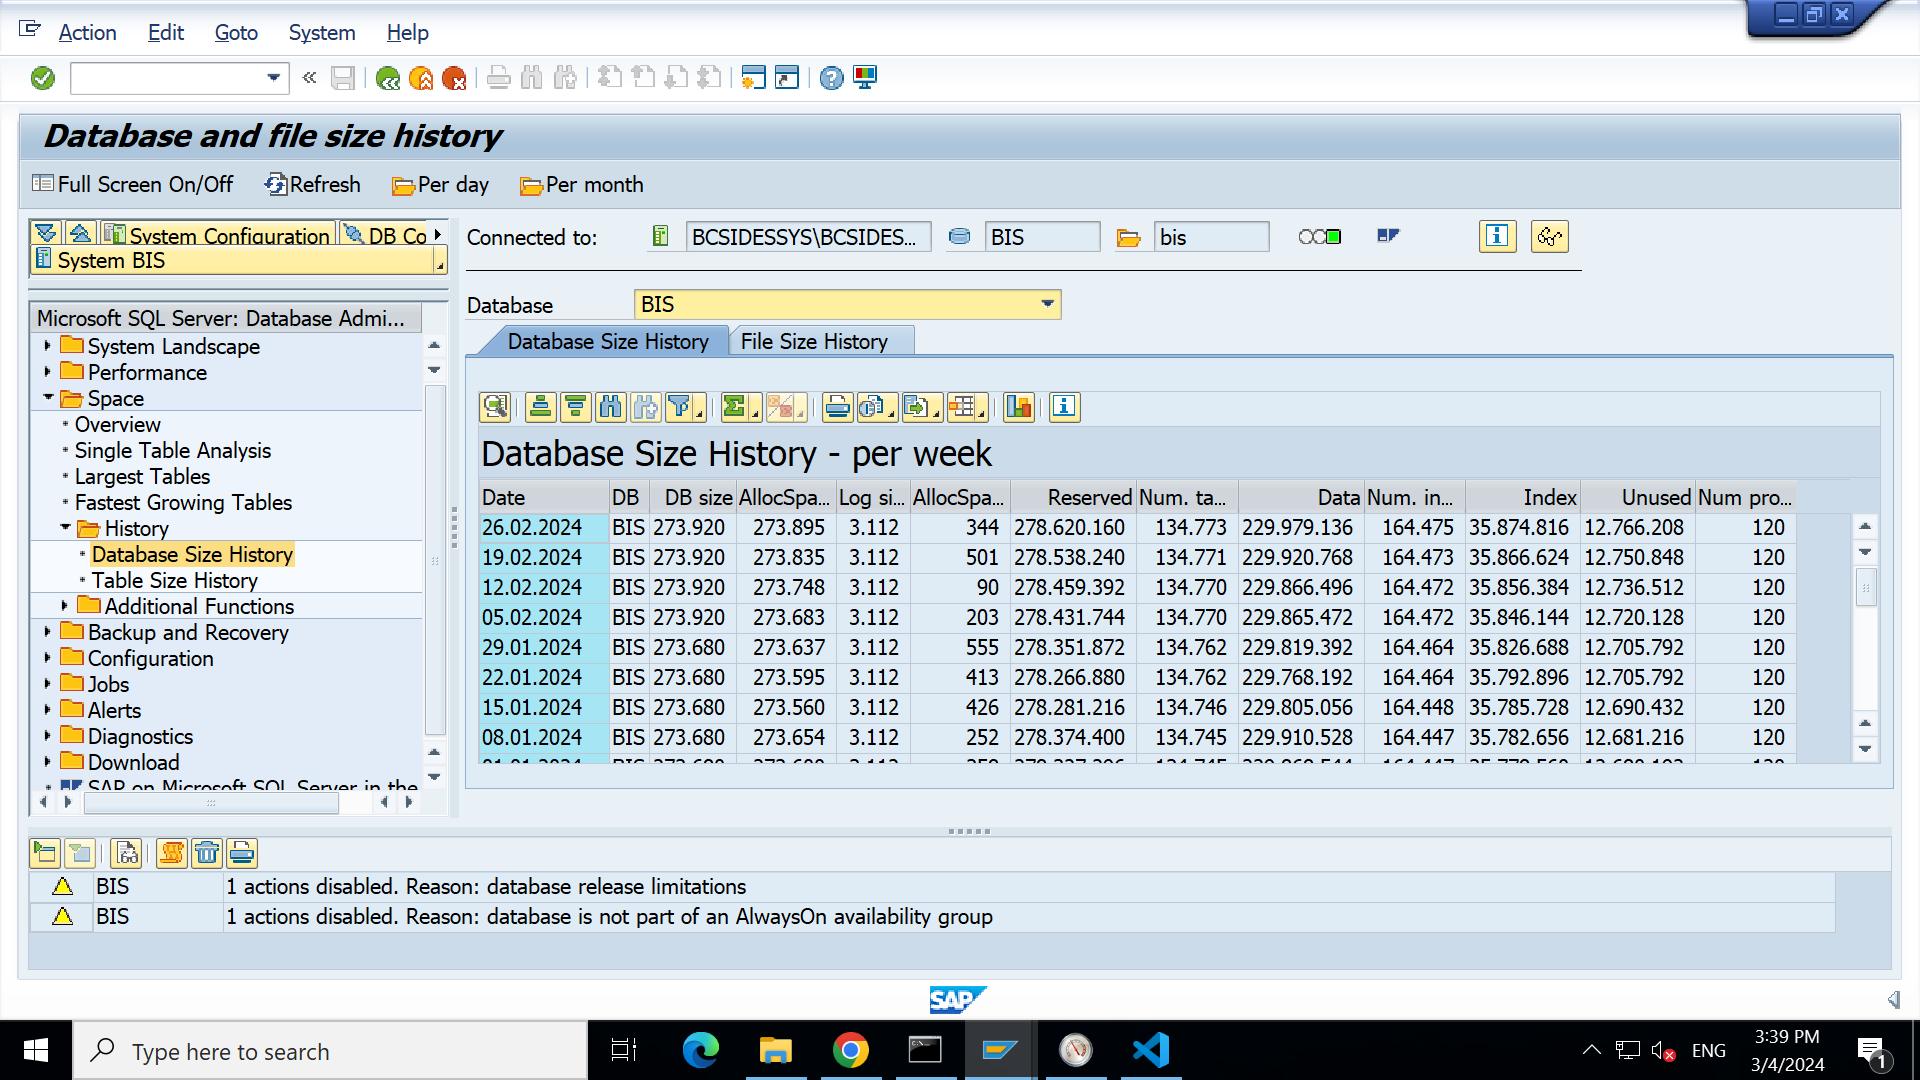 Action Edit Goto System Help
Database and file size history
Full Screen On/Off Refresh Per day Per month
System Configuration DB Co
System BIS
Connected to: BCSIDESSYS\BCSIDES... BIS bis
Database BIS
Database Size History File Size History
Microsoft SQL Server: Database Admi...
System Landscape
Performance
Space
Overview
Single Table Analysis
Largest Tables
Fastest Growing Tables
History
Database Size History
Table Size History
Additional Functions
Backup and Recovery
Configuration
Jobs
Alerts
Diagnostics
Download
SAP on Microsoft SQL Server in the
Database Size History - per week
Date DB DB size AllocSpa... Log si... AllocSpa... Reserved Num. ta... Data Num. in... Index Unused Num pro...
26.02.2024 BIS 273.920 273.895 3.112 344 278.620.160 134.773 229.979.136 164.475 35.874.816 12.766.208 120
19.02.2024 BIS 273.920 273.835 3.112 501 278.538.240 134.771 229.920.768 164.473 35.866.624 12.750.848 120
12.02.2024 BIS 273.920 273.748 3.112 90 278.459.392 134.770 229.866.496 164.472 35.856.384 12.736.512 120
05.02.2024 BIS 273.920 273.683 3.112 203 278.431.744 134.770 229.865.472 164.472 35.846.144 12.720.128 120
29.01.2024 BIS 273.680 273.637 3.112 555 278.351.872 134.762 229.819.392 164.464 35.826.688 12.705.792 120
22.01.2024 BIS 273.680 273.595 3.112 413 278.266.880 134.762 229.768.192 164.464 35.792.896 12.705.792 120
15.01.2024 BIS 273.680 273.560 3.112 426 278.281.216 134.746 229.805.056 164.448 35.785.728 12.690.432 120
08.01.2024 BIS 273.680 273.654 3.112 252 278.374.400 134.745 229.910.528 164.447 35.782.656 12.681.216 120
BIS 1 actions disabled. Reason: database release limitations
BIS 1 actions disabled. Reason: database is not part of an AlwaysOn availability group
SAP
Type here to search
ENG
3:39 PM
3/4/2024
1